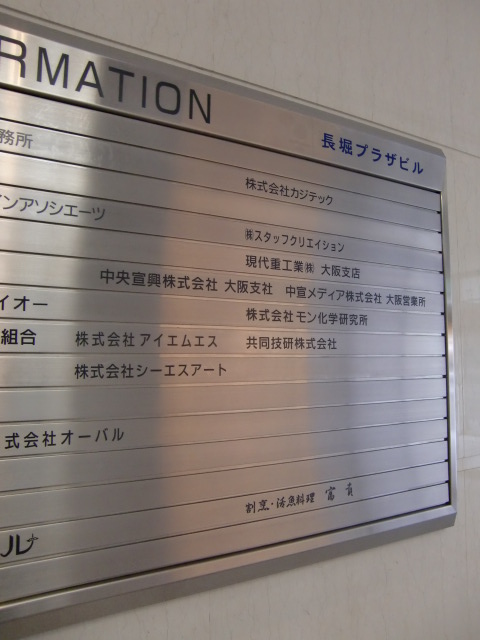 RMATION
長堀プラザビル
務所
株式会社カジテック
インアソシエーツ
㈱スタッフクリエイション
現代重工業㈱ 大阪支店
中央宣興株式会社 大阪支社 中宣メディア株式会社 大阪営業所
イオー 株式会社モン化学研究所
組合 株式会社アイエムエス 共同技研株式会社
株式会社シーエスアート
式会社オーバル
割烹・活魚料理
ル